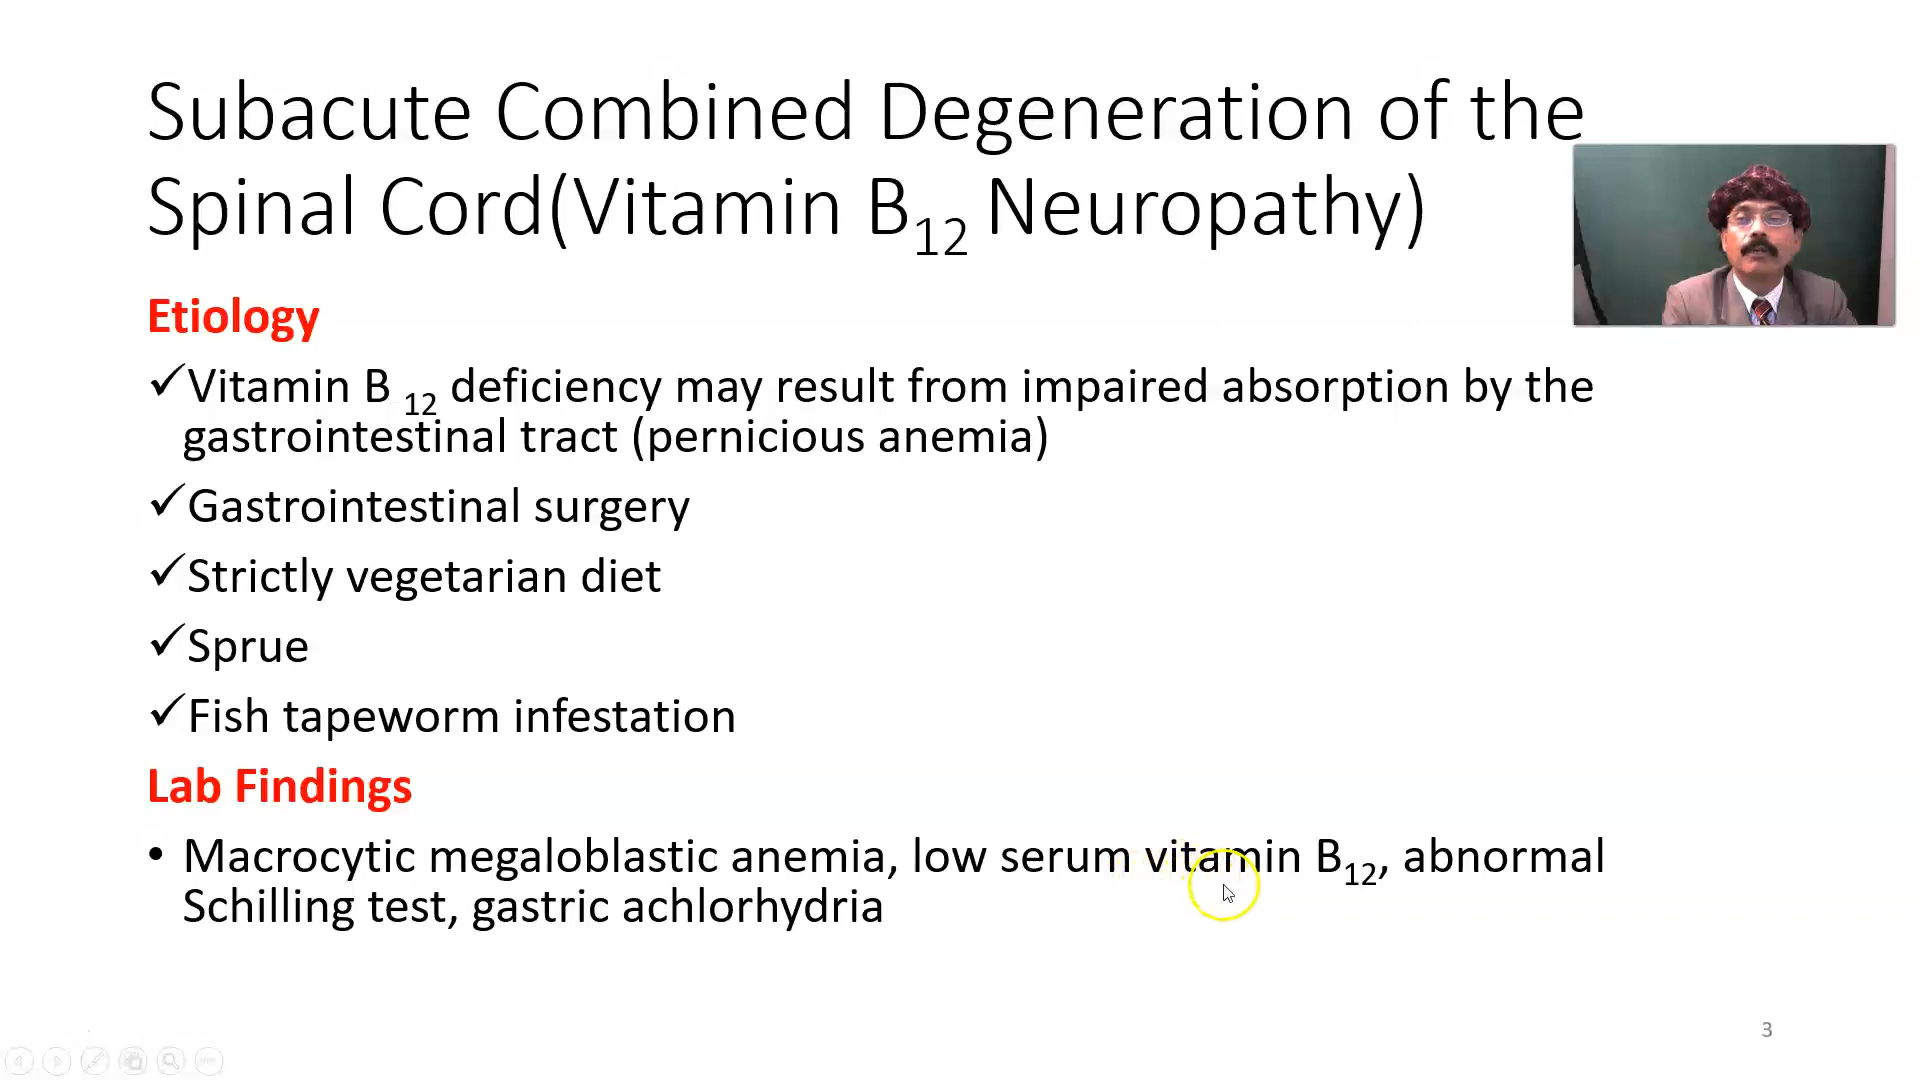 Subacute Combined Degeneration of the
Spinal Cord(Vitamin B12 Neuropathy)
Etiology
✓Vitamin B 12 deficiency may result from impaired absorption by the
gastrointestinal tract (pernicious anemia)
✓Gastrointestinal surgery
✓Strictly vegetarian diet
✓Sprue
✓Fish tapeworm infestation
Lab Findings
• Macrocytic megaloblastic anemia, low serum vitamin B12, abnormal
Schilling test, gastric achlorhydria
3